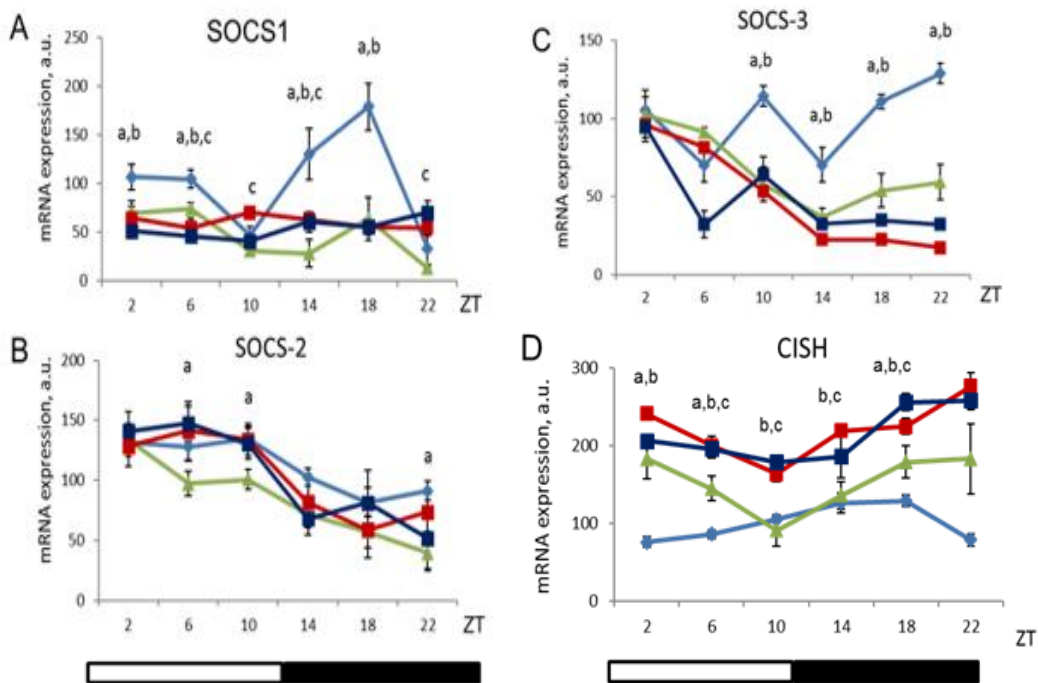 A
SOCS1
mRNA expression, a.u.
250
200
150
100
50
0
a,b
a,b,c
c
a,b,c
a,b
c
2 6 10 14 18 22 ZT
B
SOCS-2
mRNA expression, a.u.
200
150
100
50
0
a
a
a
2 6 10 14 18 22 ZT
C
SOCS-3
mRNA expression, a.u.
150
100
50
0
a,b
a,b
a,b
a,b
2 6 10 14 18 22 ZT
D
CISH
mRNA expression, a.u.
300
200
100
0
a,b
a,b,c
b,c
b,c
a,b,c
2 6 10 14 18 22 ZT